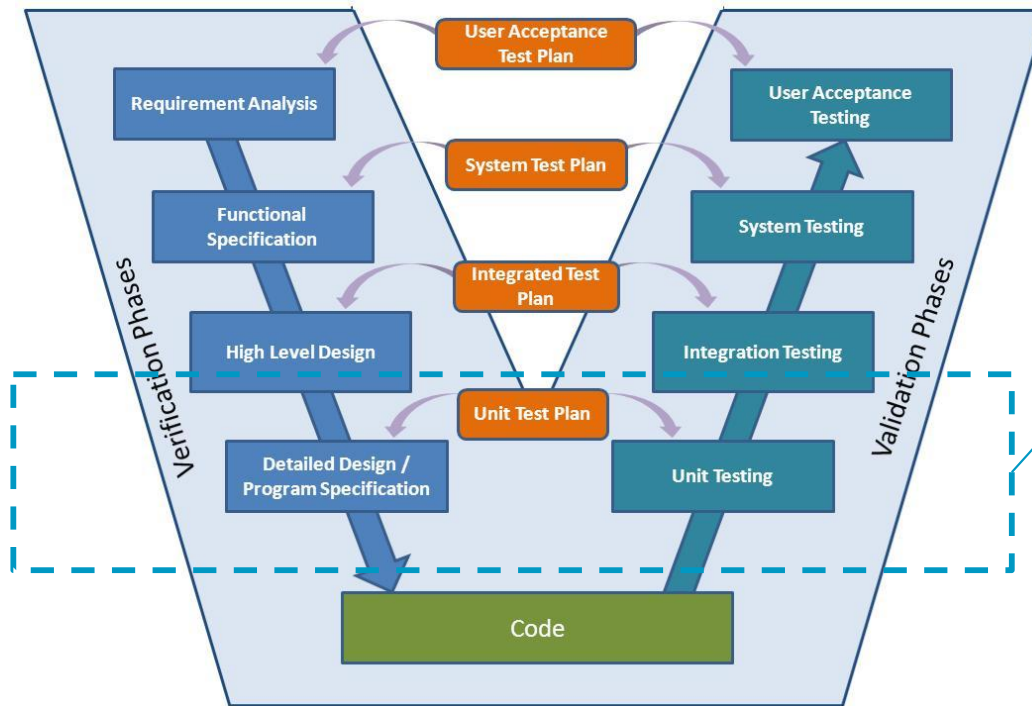 User Acceptance
Test Plan
Requirement Analysis
User Acceptance
Testing
System Test Plan
Functional
Specification
System Testing
Integrated Test
Plan
High Level Design
Integration Testing
Verification Phases
Validation Phases
Unit Test Plan
Detailed Design /
Program Specification
Unit Testing
Code